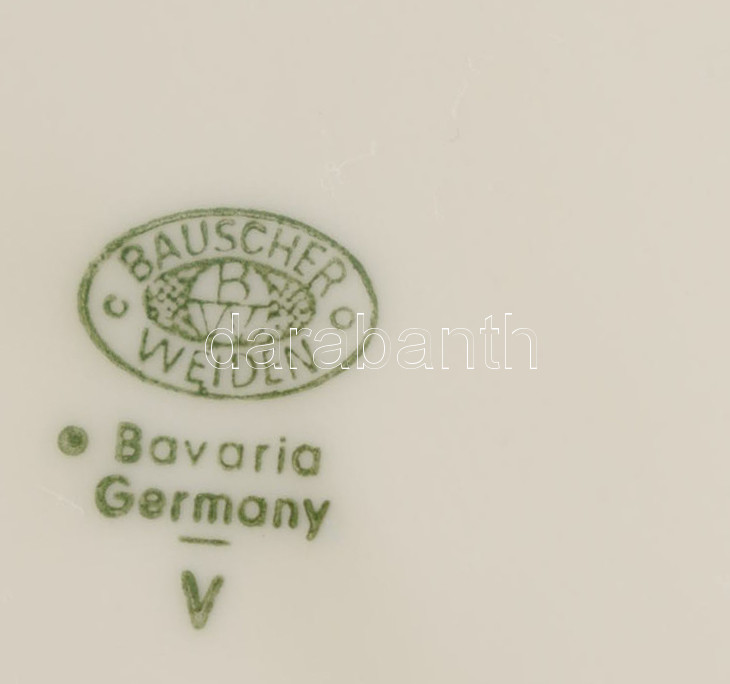 BAUSCHER
B
W
c c
WEIDEN
darabanth
Bavaria
Germany
V